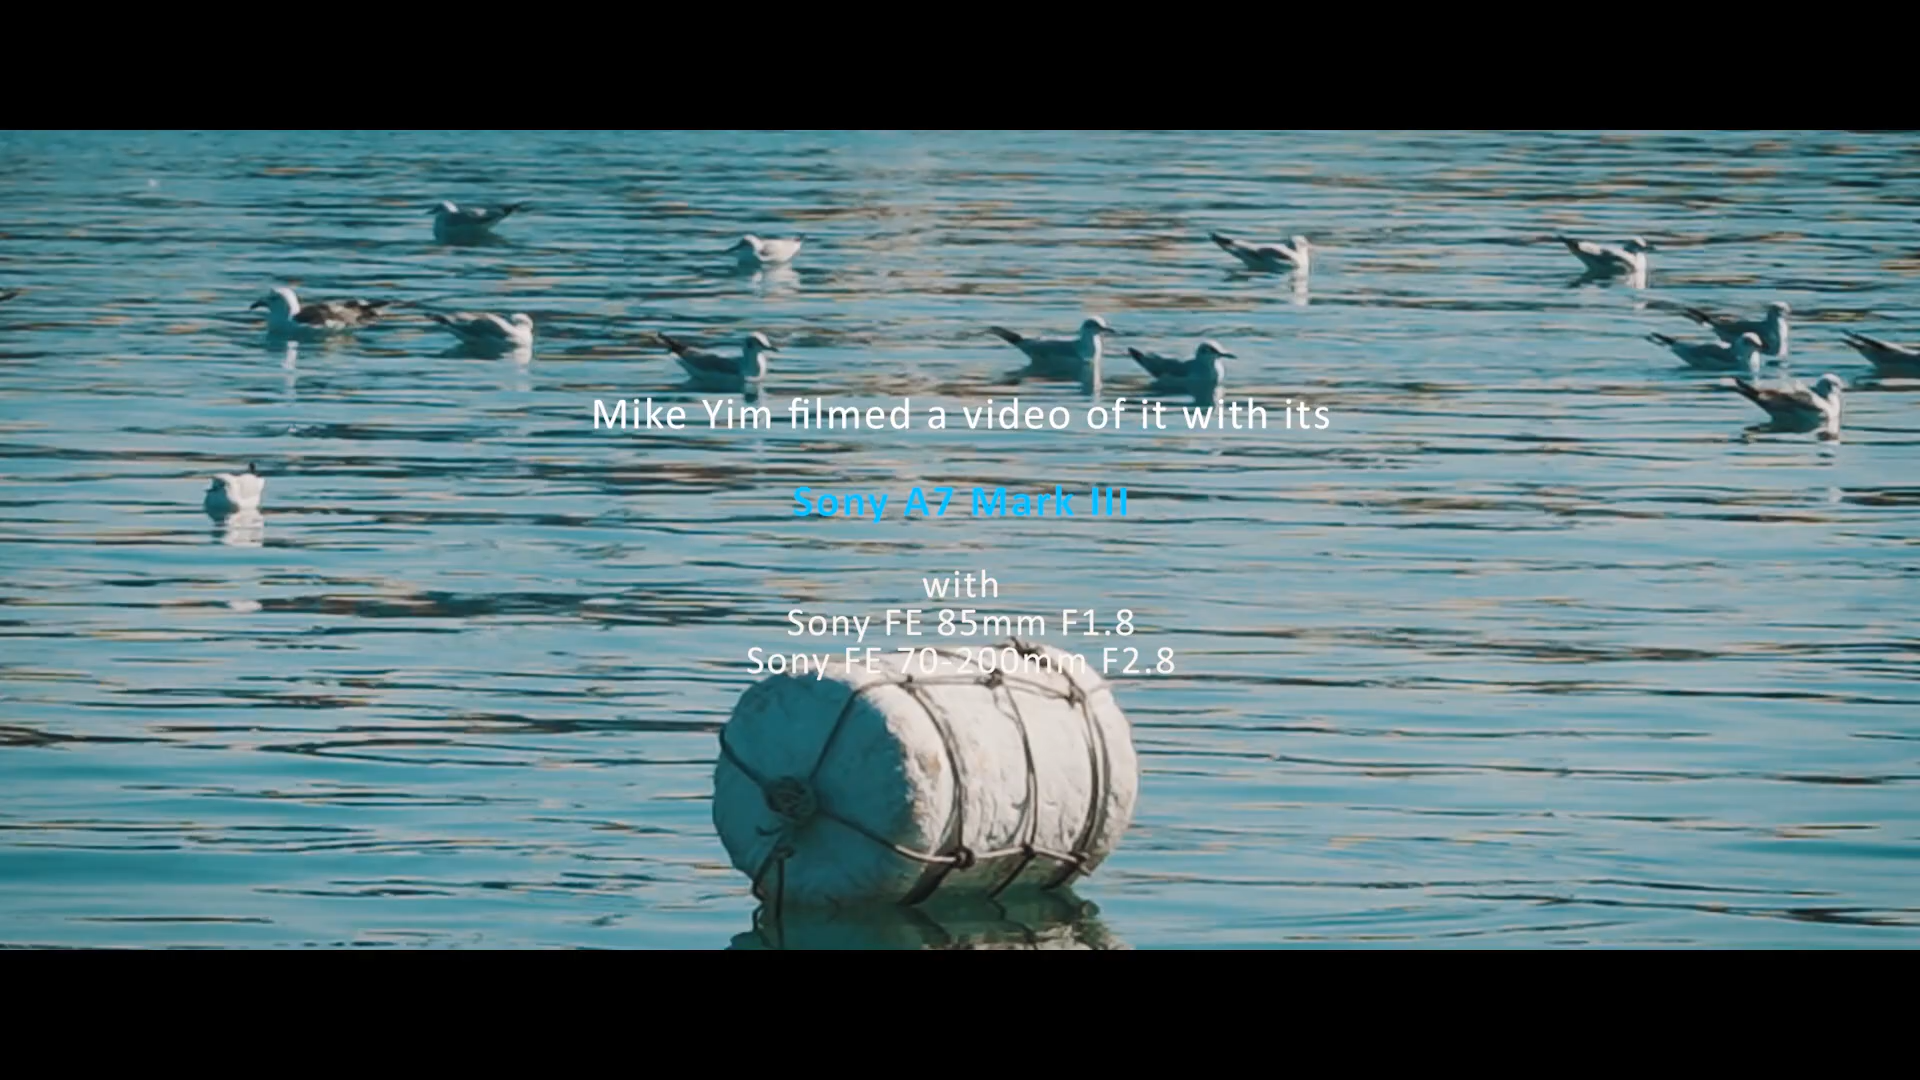 Mike Yim filmed a video of it with its
Sony A7 Mark III
with
Sony FE 85mm F1.8
Sony FE 70-200mm F2.8